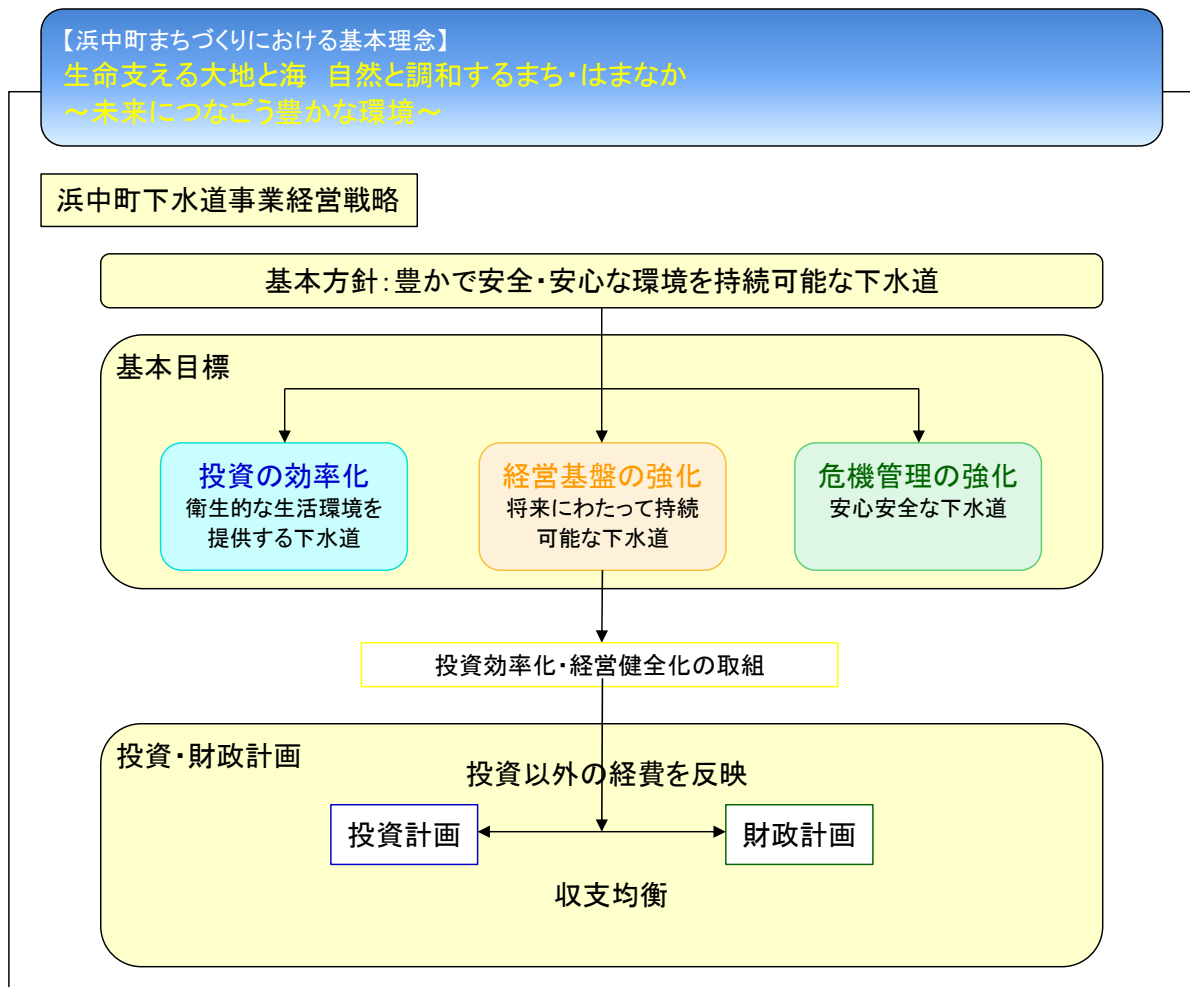 【浜中町まちづくりにおける基本理念】
生命支える大地と海　自然と調和するまち・はまなか
～未来につなごう豊かな環境～
浜中町下水道事業経営戦略
基本方針：豊かで安全・安心な環境を持続可能な下水道
基本目標
投資の効率化
衛生的な生活環境を
提供する下水道
経営基盤の強化
将来にわたって持続
可能な下水道
危機管理の強化
安心安全な下水道
投資効率化・経営健全化の取組
投資・財政計画
投資以外の経費を反映
投資計画
財政計画
収支均衡